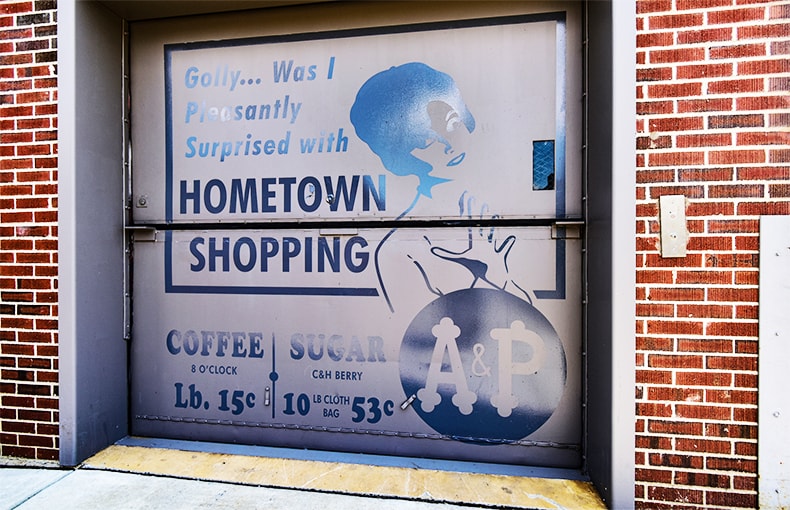 Golly... Was I
Pleasantly
Surprised with
HOMETOWN
SHOPPING
COFFEE
8 O'CLOCK
Lb. 15c
SUGAR
C&H BERRY
10 LB CLOTH BAG 53c
A&P